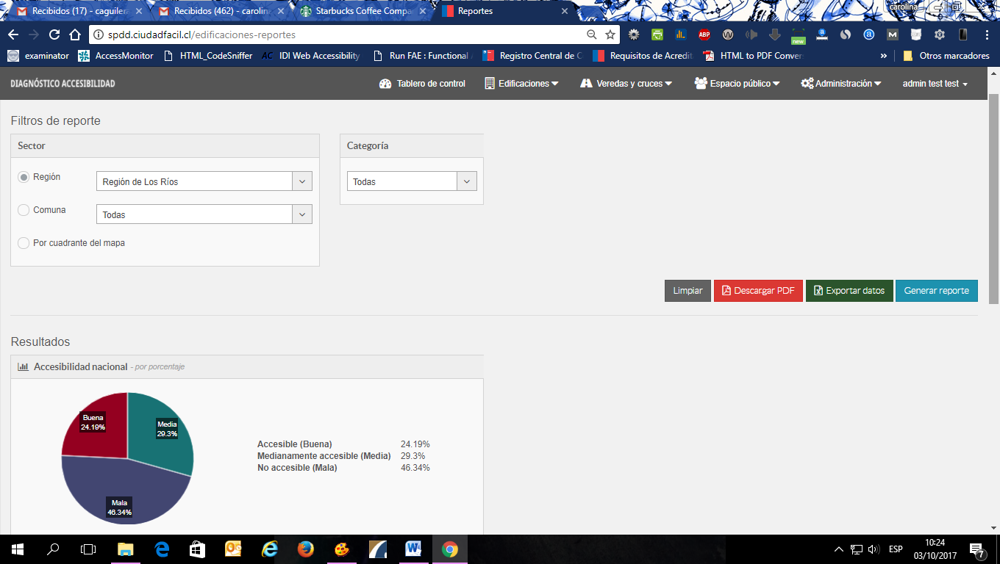 Recibidos (17) - caguilera
Recibidos (462) - carolin
Starbucks Coffee Compa
Reportes
carolina
spdd.ciudadfacil.cl/edificaciones-reportes
ABP
new
examinator
AccessMonitor
HTML_CodeSniffer
AC IDI Web Accessibility
Run FAE : Functional
Registro Central de C
Requisitos de Acredit
HTML to PDF Conver
»
Otros marcadores
DIAGNÓSTICO ACCESIBILIDAD
Tablero de control
Edificaciones
Veredas y cruces
Espacio público
Administración
admin test test
Filtros de reporte
Sector
Categoría
Región
Región de Los Ríos
Todas
Comuna
Todas
Por cuadrante del mapa
Limpiar
Descargar PDF
Exportar datos
Generar reporte
Resultados
Accesibilidad nacional - por porcentaje
Buena
24.19%
Media
29.3%
Mala
46.34%
Accesible (Buena) 24.19%
Medianamente accesible (Media) 29.3%
No accesible (Mala) 46.34%
ESP
10:24
03/10/2017
7